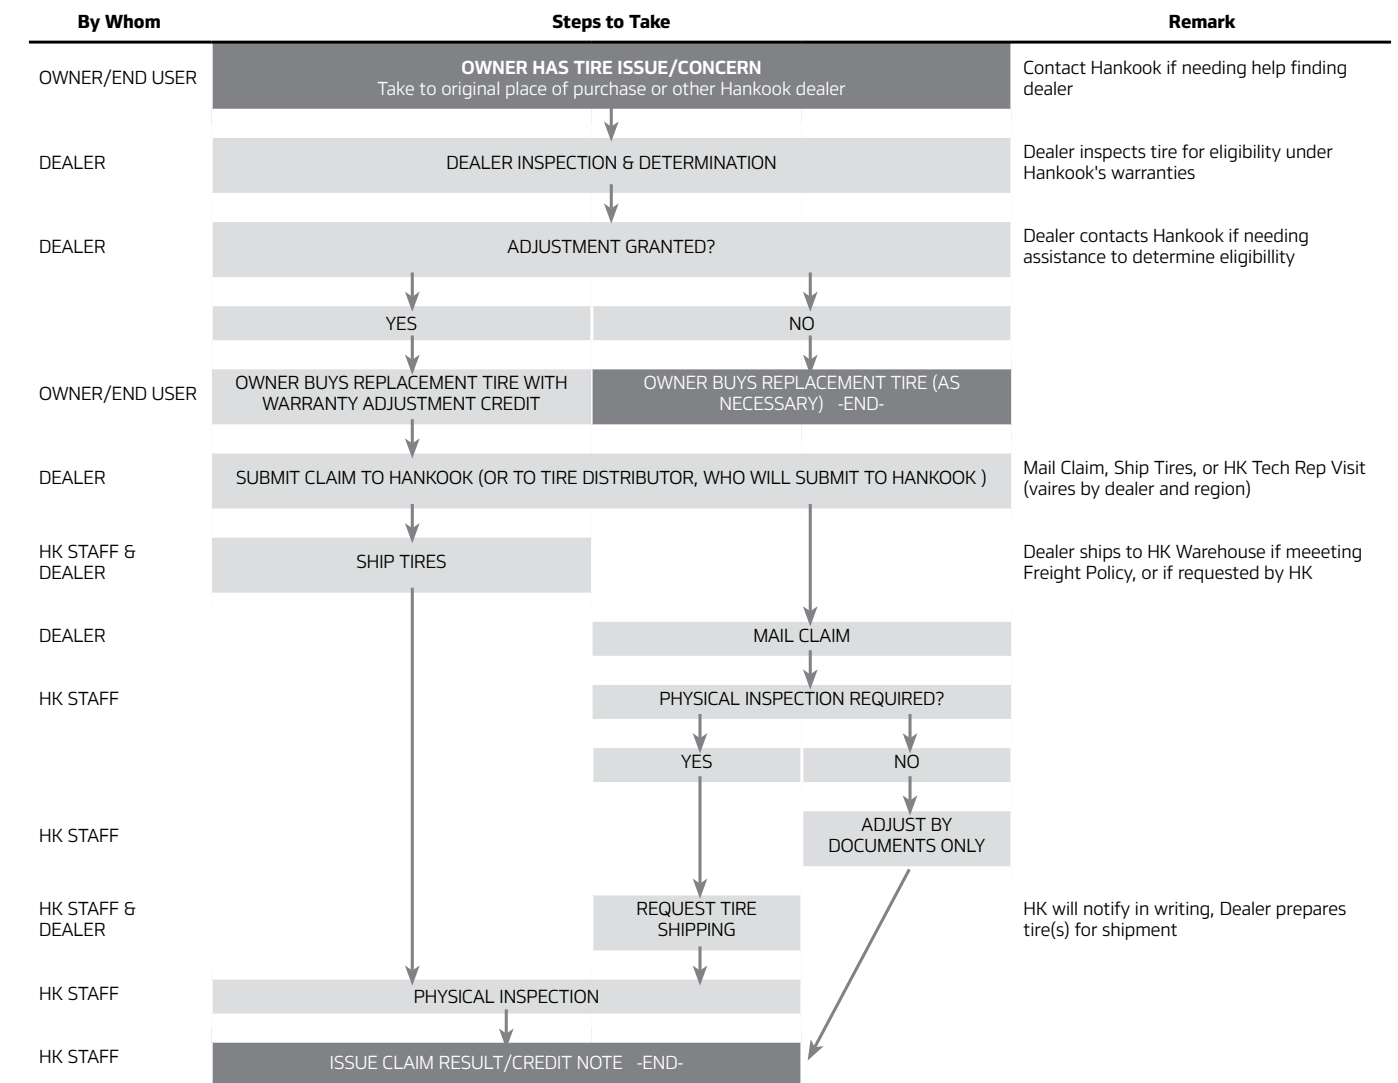 By Whom
Steps to Take
Remark
OWNER/END USER
OWNER HAS TIRE ISSUE/CONCERN
Take to original place of purchase or other Hankook dealer
Contact Hankook if needing help finding
dealer
DEALER
DEALER INSPECTION & DETERMINATION
Dealer inspects tire for eligibility under
Hankook's warranties
DEALER
ADJUSTMENT GRANTED?
Dealer contacts Hankook if needing
assistance to determine eligibillity
YES
NO
OWNER/END USER
OWNER BUYS REPLACEMENT TIRE WITH
WARRANTY ADJUSTMENT CREDIT
OWNER BUYS REPLACEMENT TIRE (AS
NECESSARY) -END-
DEALER
SUBMIT CLAIM TO HANKOOK (OR TO TIRE DISTRIBUTOR, WHO WILL SUBMIT TO HANKOOK )
Mail Claim, Ship Tires, or HK Tech Rep Visit
(vaires by dealer and region)
HK STAFF &
DEALER
SHIP TIRES
Dealer ships to HK Warehouse if meeeting
Freight Policy, or if requested by HK
DEALER
MAIL CLAIM
HK STAFF
PHYSICAL INSPECTION REQUIRED?
YES
NO
HK STAFF
ADJUST BY
DOCUMENTS ONLY
HK STAFF &
DEALER
REQUEST TIRE
SHIPPING
HK will notify in writing, Dealer prepares
tire(s) for shipment
HK STAFF
PHYSICAL INSPECTION
HK STAFF
ISSUE CLAIM RESULT/CREDIT NOTE -END-